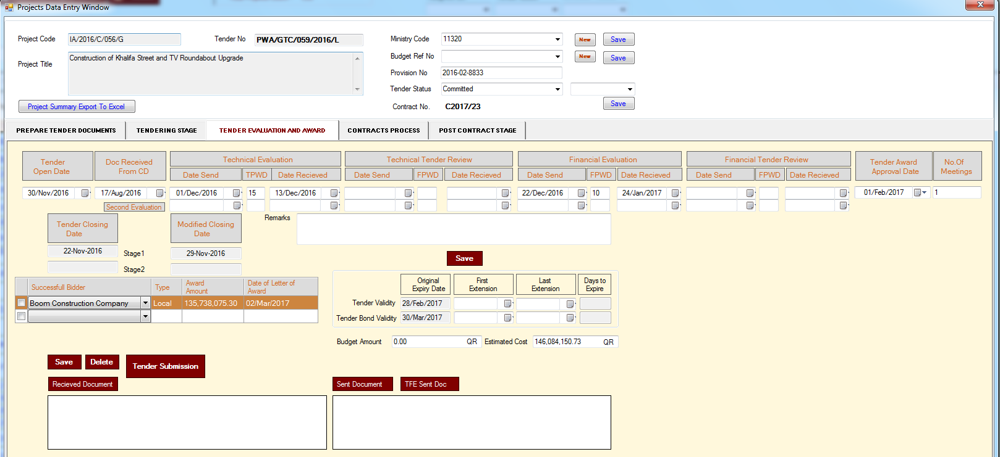 Projects Data Entry Window
Project Code IA/2016/C/056/G Tender No PWA/GTC/059/2016/L Ministry Code 11320 New Save
Project Title Construction of Khalifa Street and TV Roundabout Upgrade Budget Ref No New Save
Provision No 2016-02-8833
Tender Status Committed
Project Summary Export To Excel Contract No. C2017/23 Save
PREPARE TENDER DOCUMENTS TENDERING STAGE TENDER EVALUATION AND AWARD CONTRACTS PROCESS POST CONTRACT STAGE
Tender Open Date Doc Received From CD Technical Evaluation Technical Tender Review Financial Evaluation Financial Tender Review Tender Award Approval Date No.Of Meetings
Date Send TPWD Date Recieved Date Send FPWD Date Recieved Date Send FPWD Date Recieved Date Send FPWD Date Recieved
30/Nov/2016 17/Aug/2016 01/Dec/2016 15 13/Dec/2016 22/Dec/2016 10 24/Jan/2017 01/Feb/2017 1
Second Evaluation
Tender Closing Date Modified Closing Date Remarks
22-Nov-2016 Stage1 29-Nov-2016
Stage2
Save
Successfull Bidder Type Award Amount Date of Letter of Award
Boom Construction Company Local 135,738,075.30 02/Mar/2017
Original Expiry Date First Extension Last Extension Days to Expire
Tender Validity 28/Feb/2017
Tender Bond Validity 30/Mar/2017
Budget Amount 0.00 QR Estimated Cost 146,084,150.73 QR
Save Delete Tender Submission
Recieved Document Sent Document TFE Sent Doc